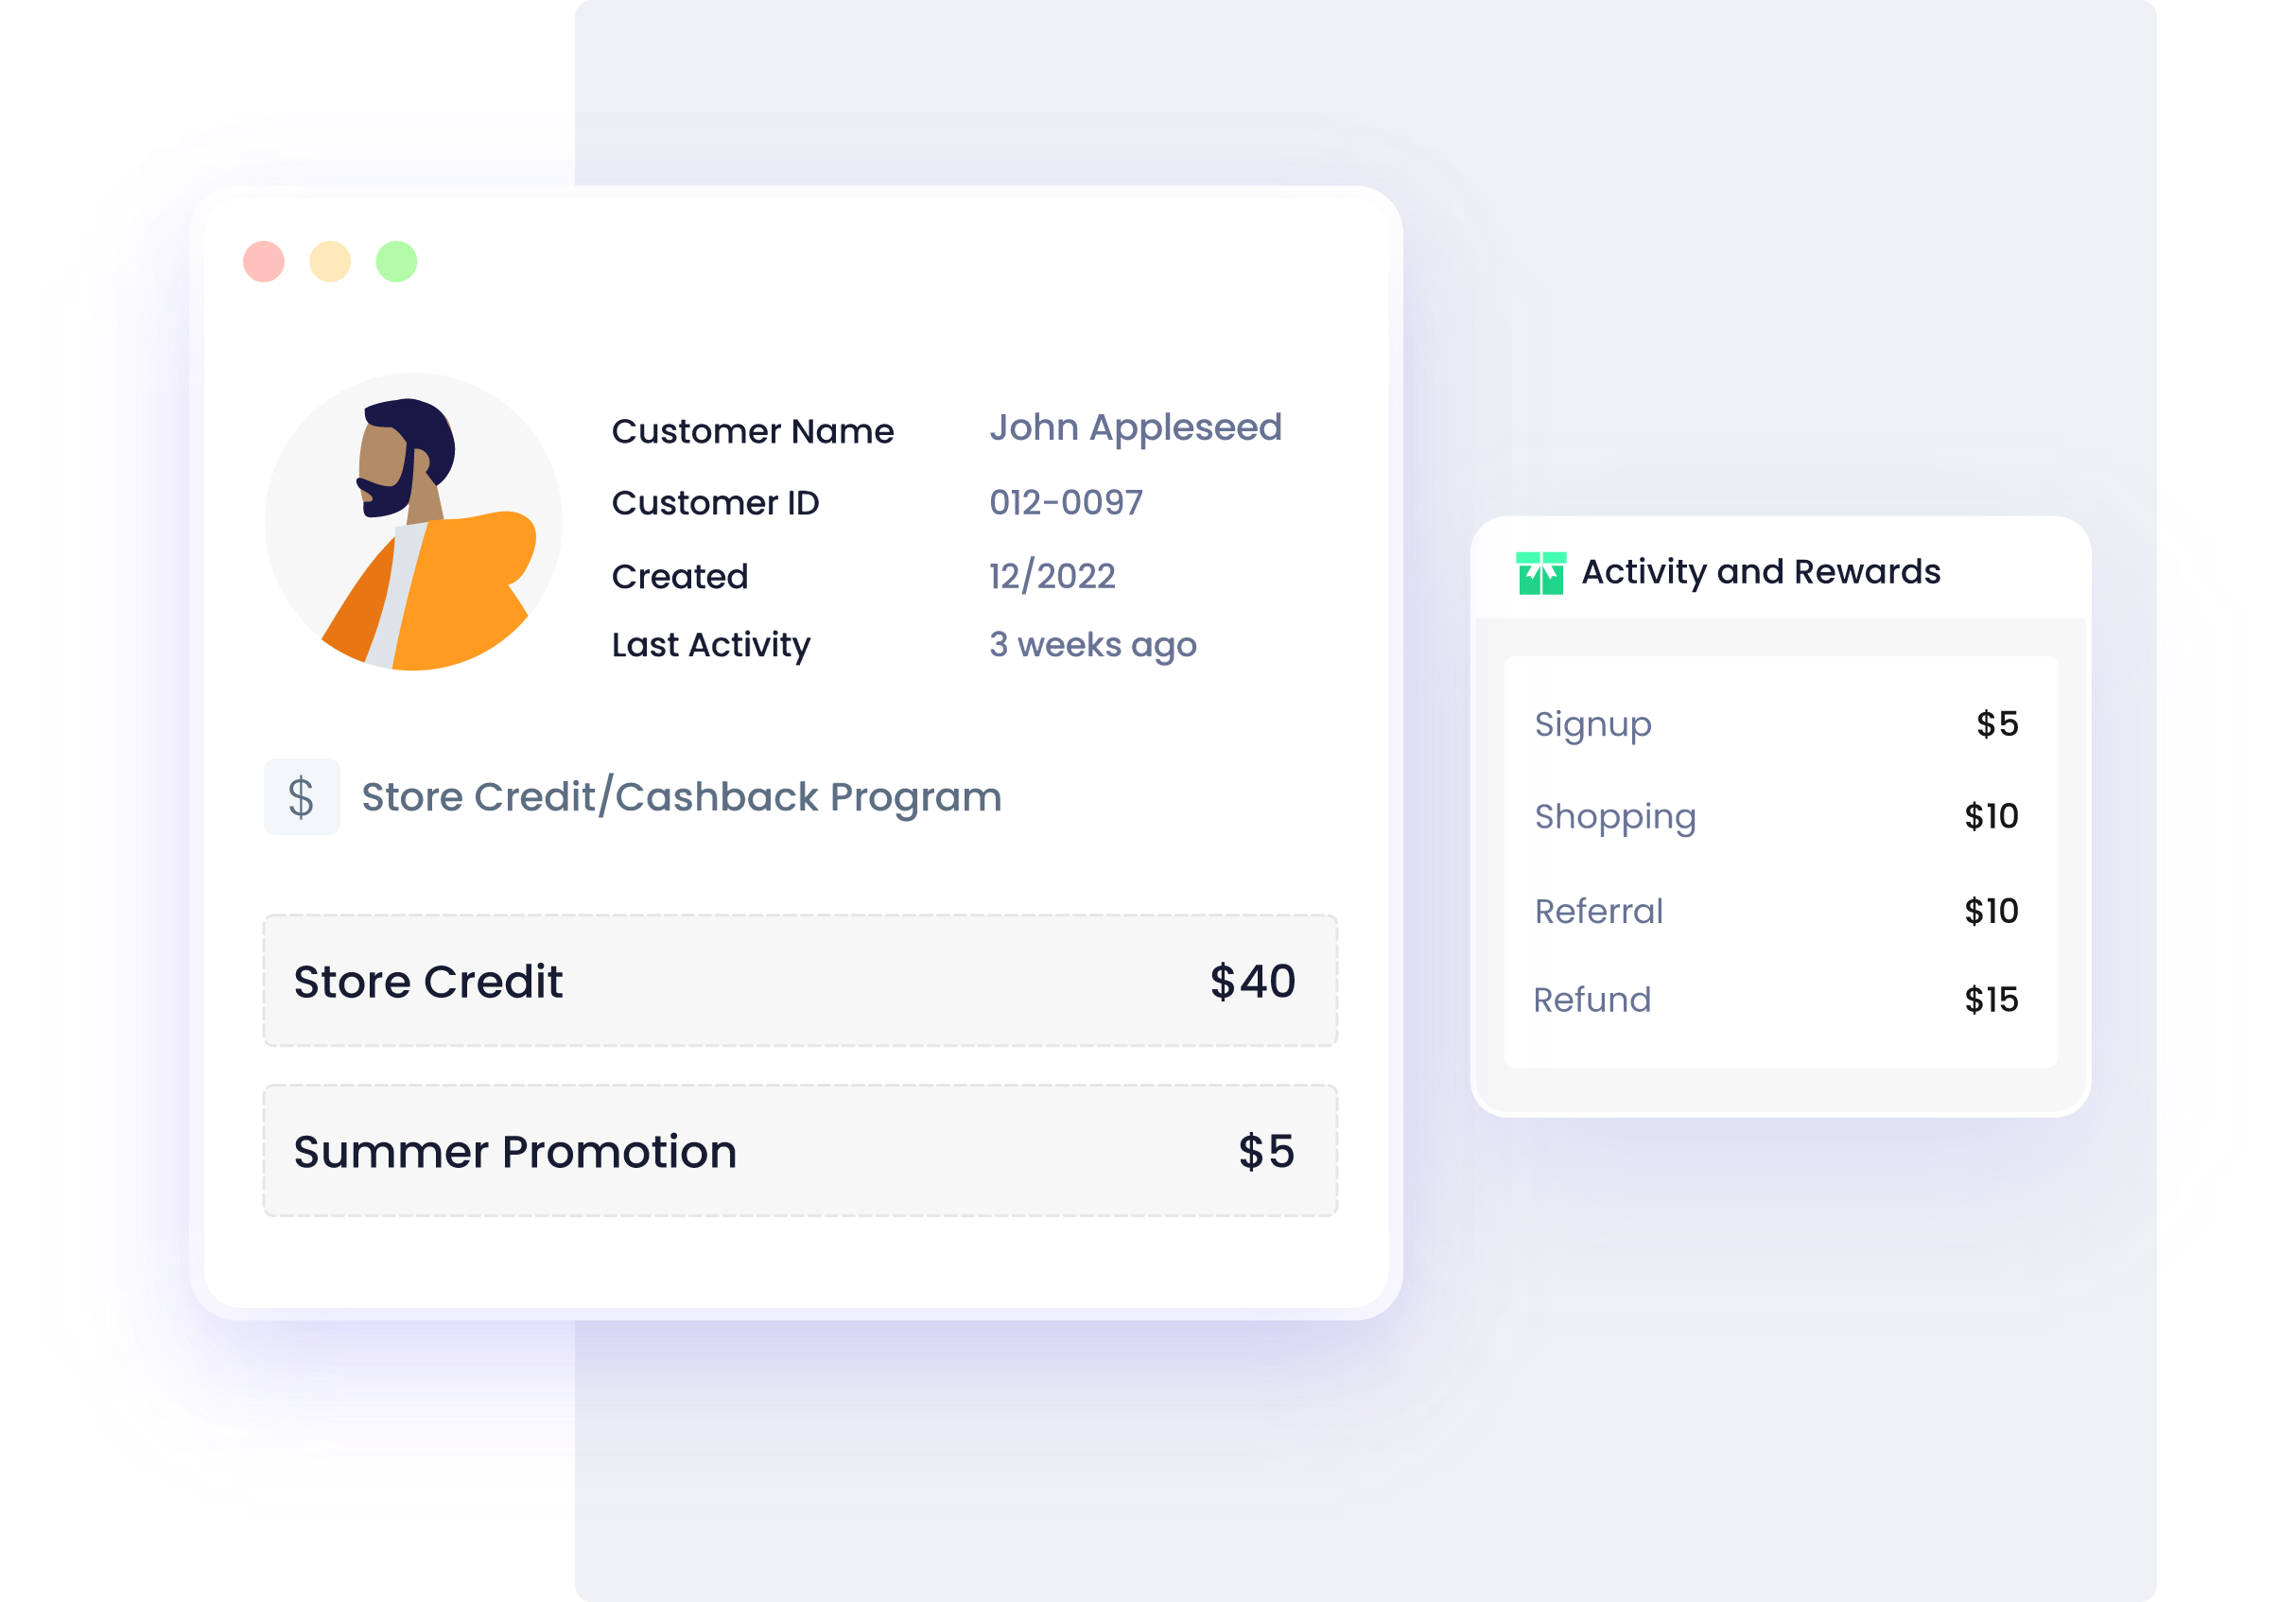 Customer Name John Appleseed
Customer ID 012-0097
Created 12/2022
Last Activity 3 weeks ago
$ Store Credit/Cashback Program
Store Credit $40
Summer Promotion $5
Activity and Rewards
Signup $5
Shopping $10
Referral $10
Refund $15